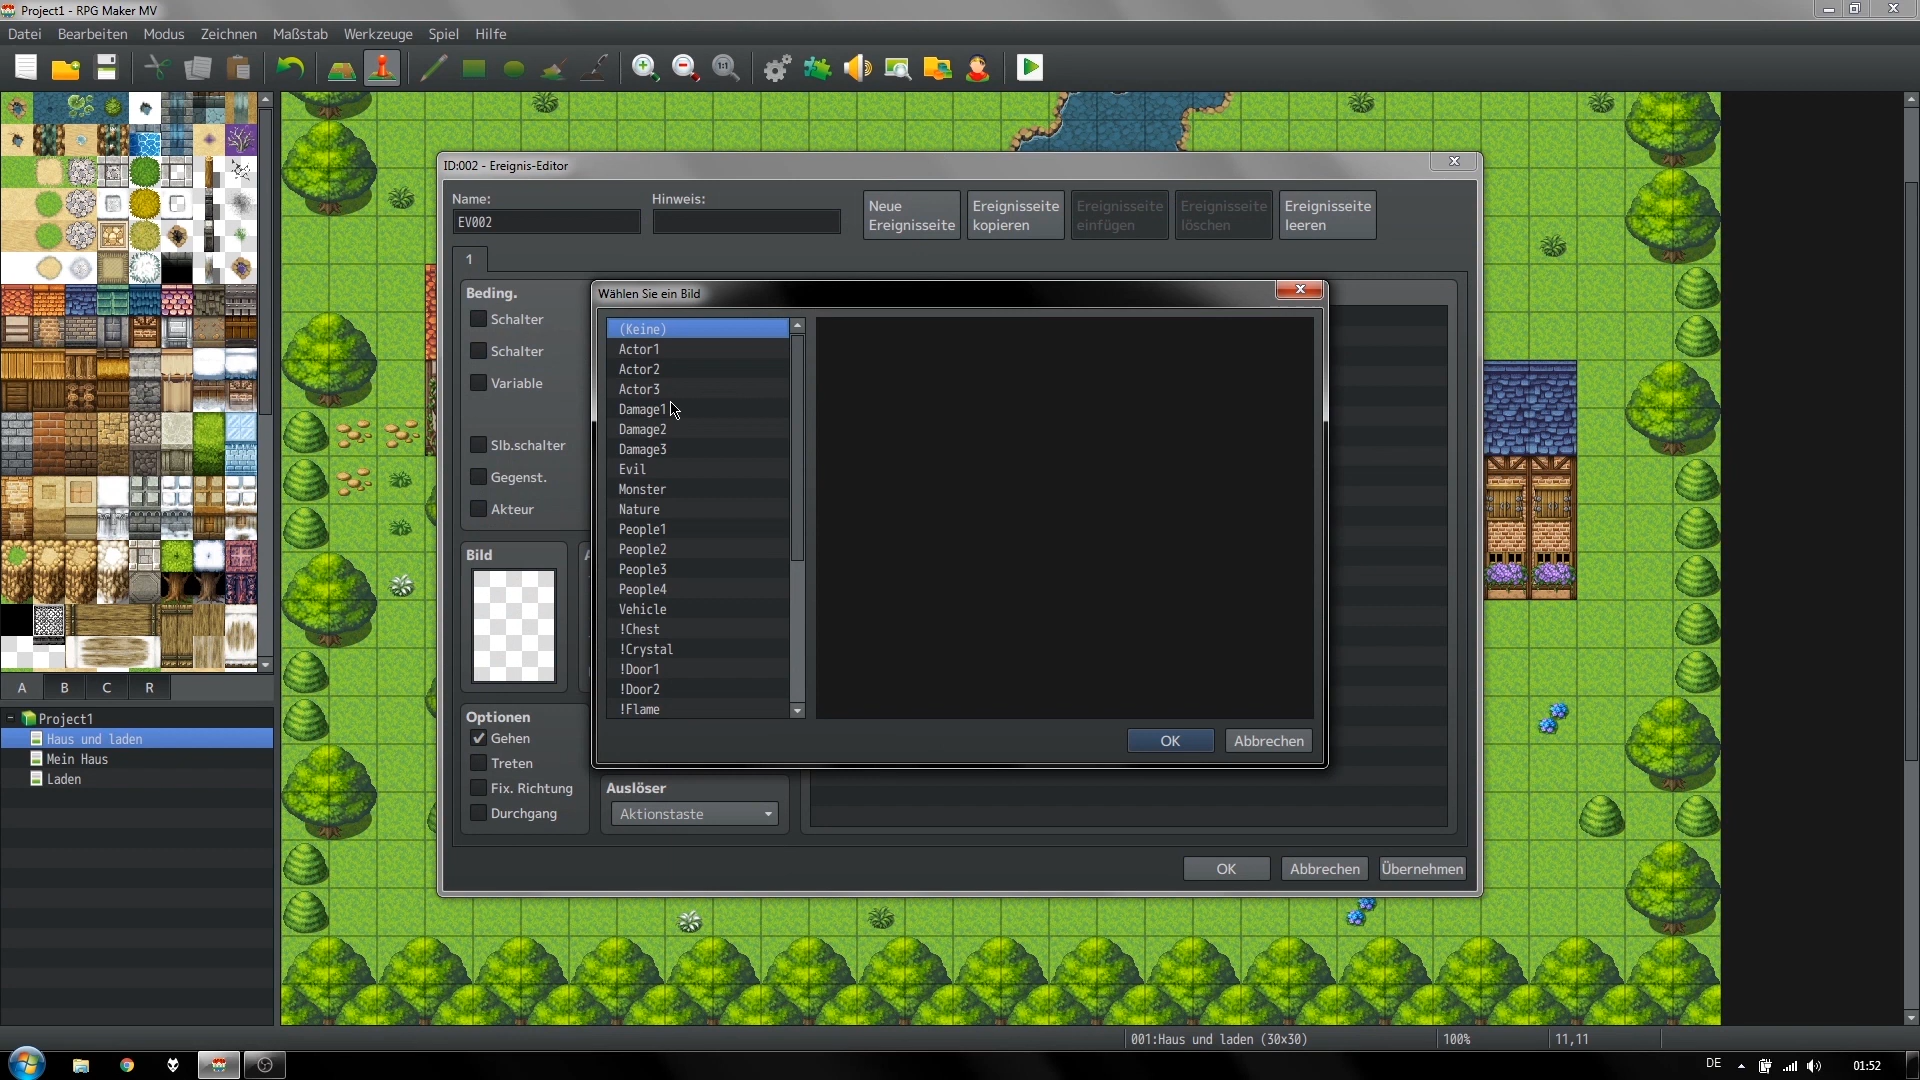 Project1 - RPG Maker MV
Datei Bearbeiten Modus Zeichnen Maßstab Werkzeuge Spiel Hilfe
1:1
ID:002 - Ereignis-Editor
Name: Hinweis:
EV002
Neue Ereignisseite
Ereignisseite kopieren
Ereignisseite einfügen
Ereignisseite löschen
Ereignisseite leeren
1
Beding.
Schalter
Schalter
Variable
Slb.schalter
Gegenst.
Akteur
Bild
Optionen
Gehen
Treten
Fix. Richtung
Durchgang
Auslöser
Aktionstaste
OK Abbrechen Übernehmen
Wählen Sie ein Bild
(Keine)
Actor1
Actor2
Actor3
Damage1
Damage2
Damage3
Evil
Monster
Nature
People1
People2
People3
People4
Vehicle
!Chest
!Crystal
!Door1
!Door2
!Flame
OK Abbrechen
A B C R
Project1
Haus und laden
Mein Haus
Laden
001:Haus und laden (30x30) 100% 11,11
DE 01:52